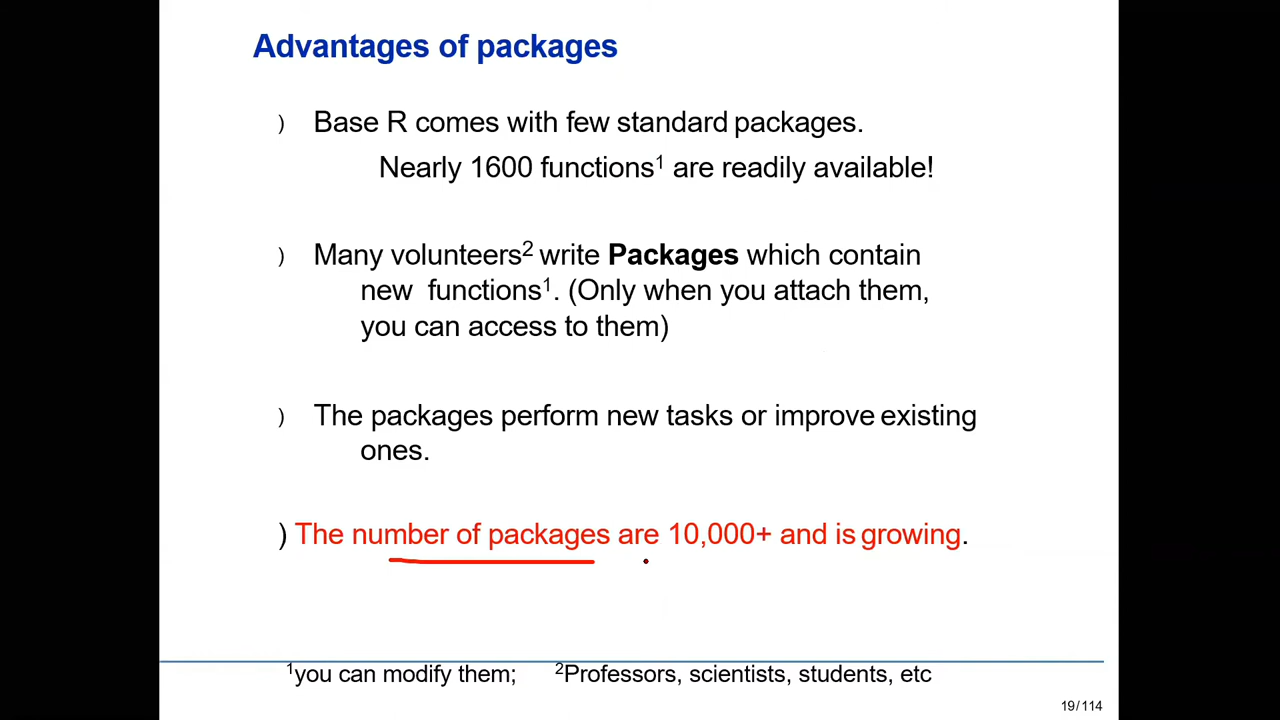 Advantages of packages
) Base R comes with few standard packages.
Nearly 1600 functions¹ are readily available!
) Many volunteers² write Packages which contain
new functions¹. (Only when you attach them,
you can access to them)
) The packages perform new tasks or improve existing
ones.
) The number of packages are 10,000+ and is growing.
¹you can modify them; ²Professors, scientists, students, etc
19/114